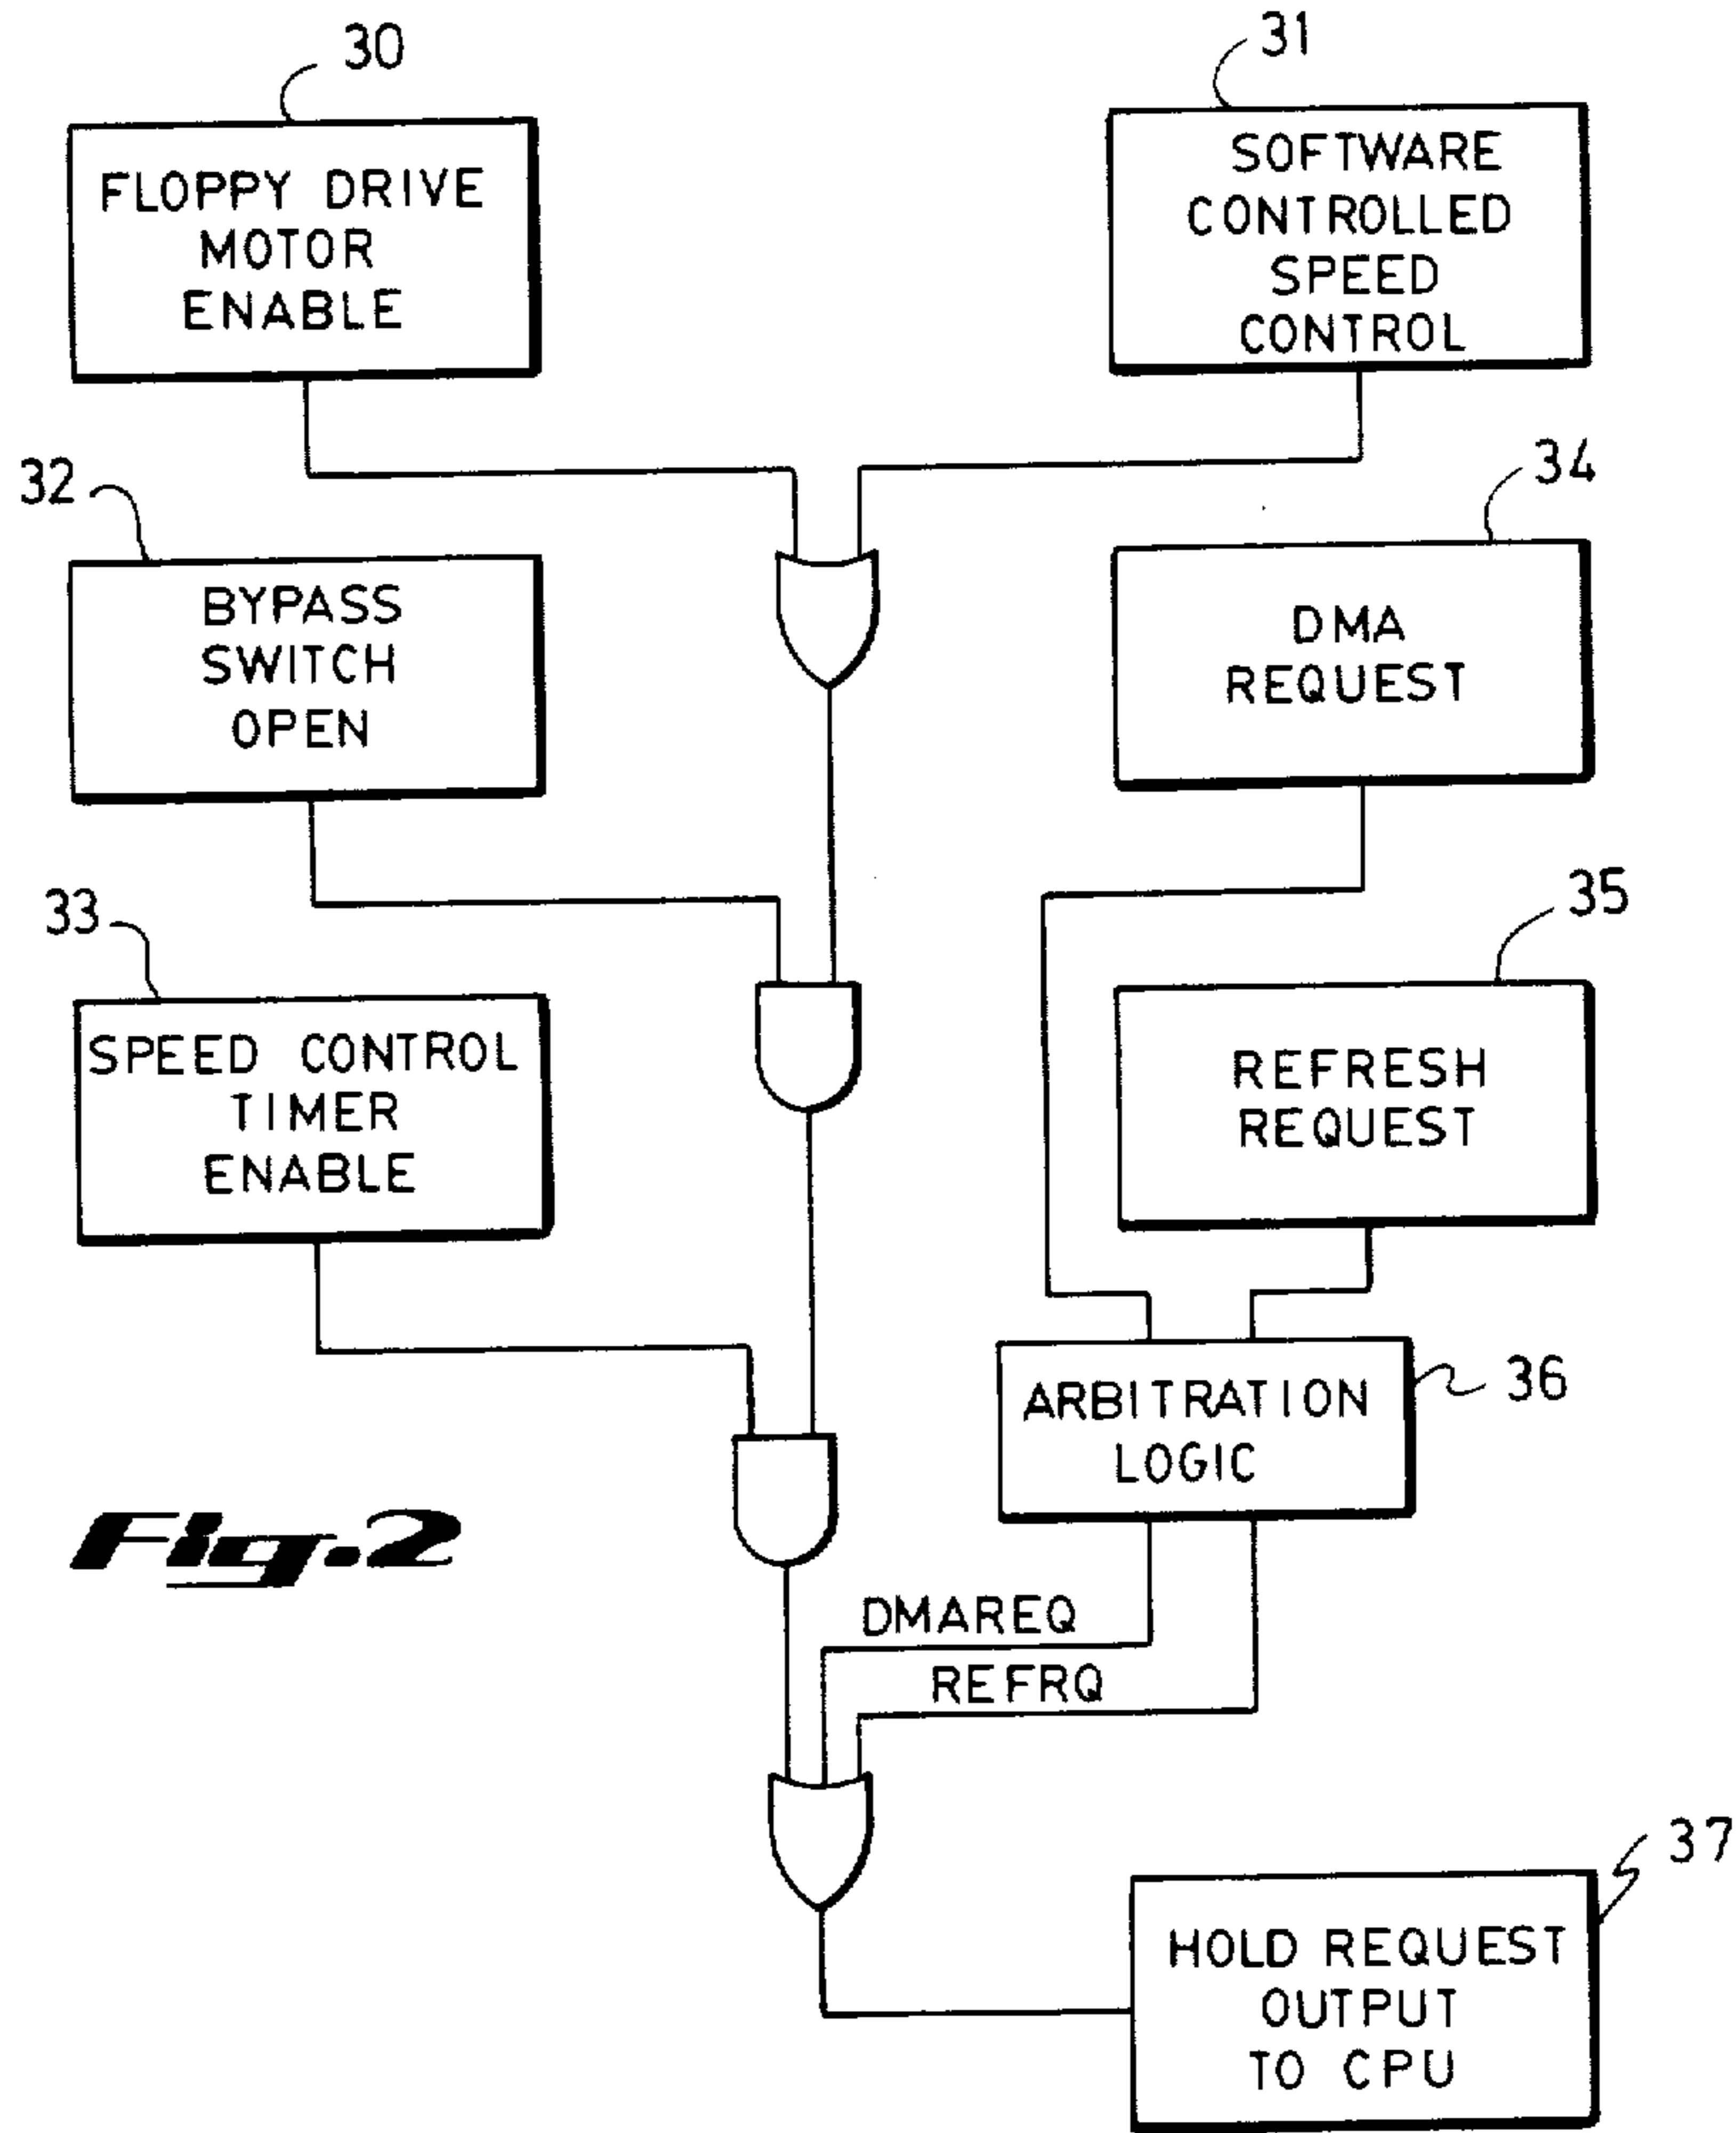 30
FLOPPY DRIVE
MOTOR
ENABLE
31
SOFTWARE
CONTROLLED
SPEED
CONTROL
32
BYPASS
SWITCH
OPEN
34
DMA
REQUEST
33
SPEED CONTROL
TIMER
ENABLE
35
REFRESH
REQUEST
36
ARBITRATION
LOGIC
Fig.2
DMAREQ
REFRQ
37
HOLD REQUEST
OUTPUT
TO CPU